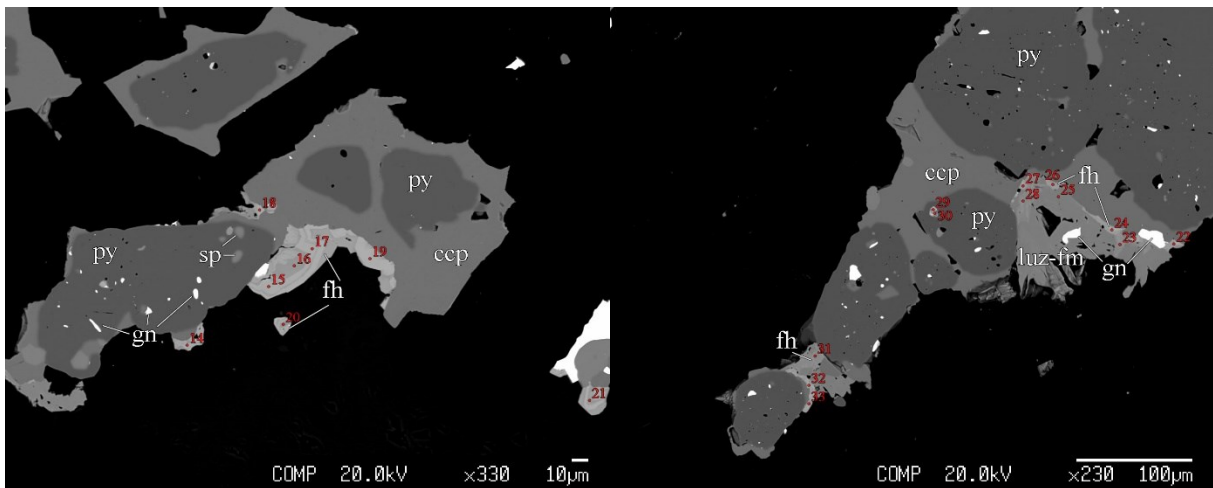 py
18
py
17
19
py
sp
16
ccp
15
fh
gn
20
14
21
COMP 20.0kV ×330 10μm
py
26
27
fh
ccp
28
25
29
30
24
py
23
22
luz-fm
gn
fh
31
32
33
COMP 20.0kV ×230 100μm